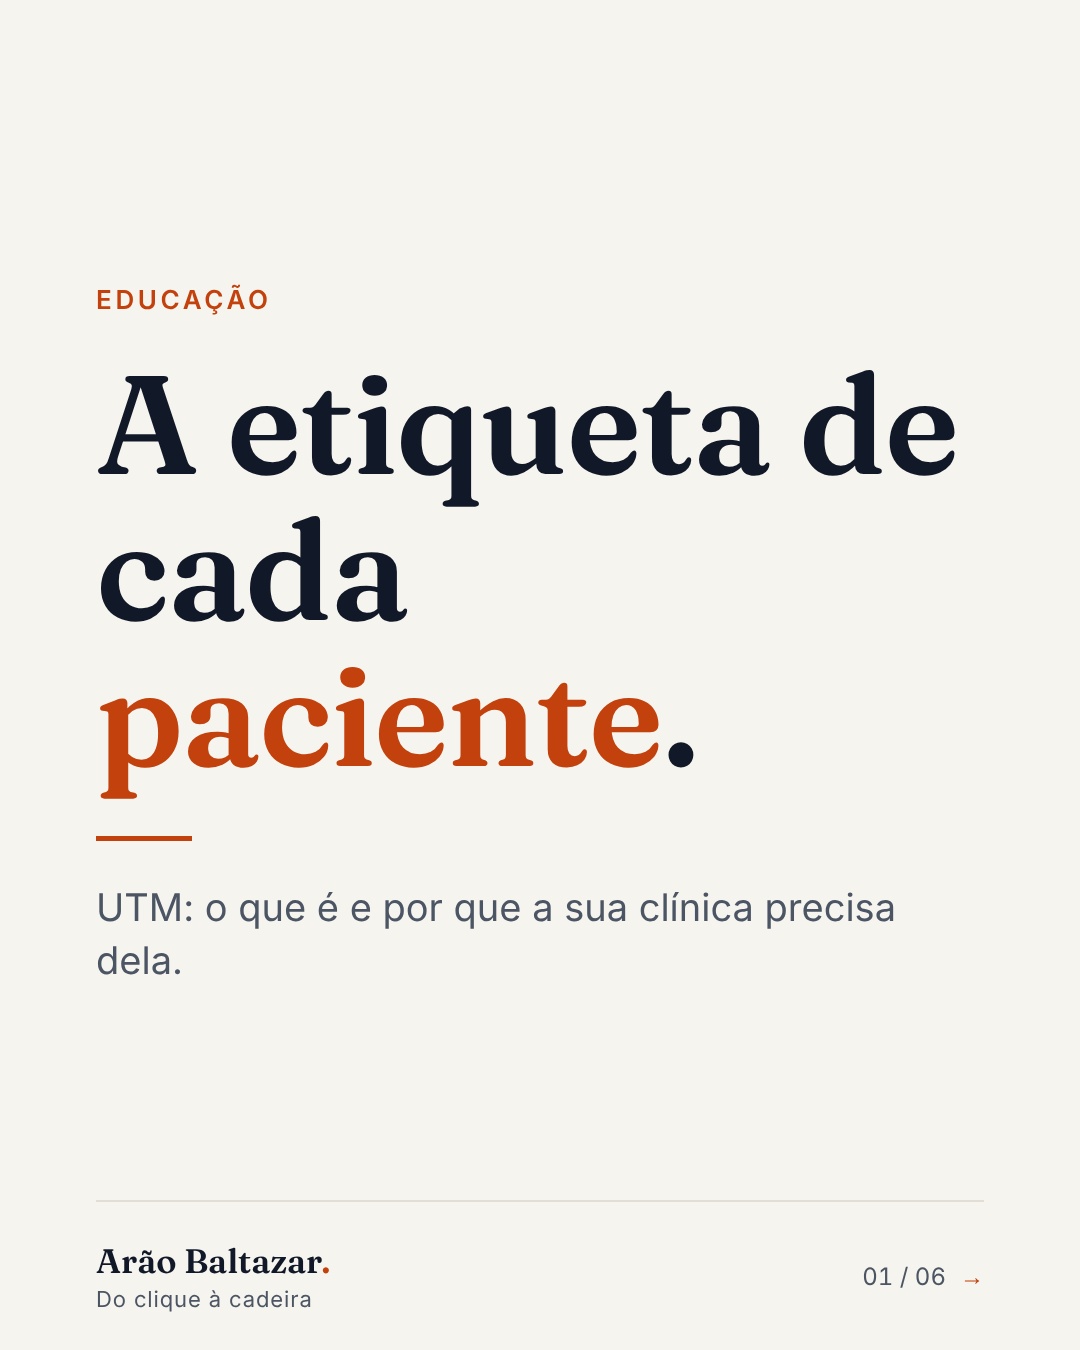 EDUCAÇÃO
A etiqueta de
cada
paciente.
UTM: o que é e por que a sua clínica precisa
dela.
Arão Baltazar.
Do clique à cadeira
01 / 06 →